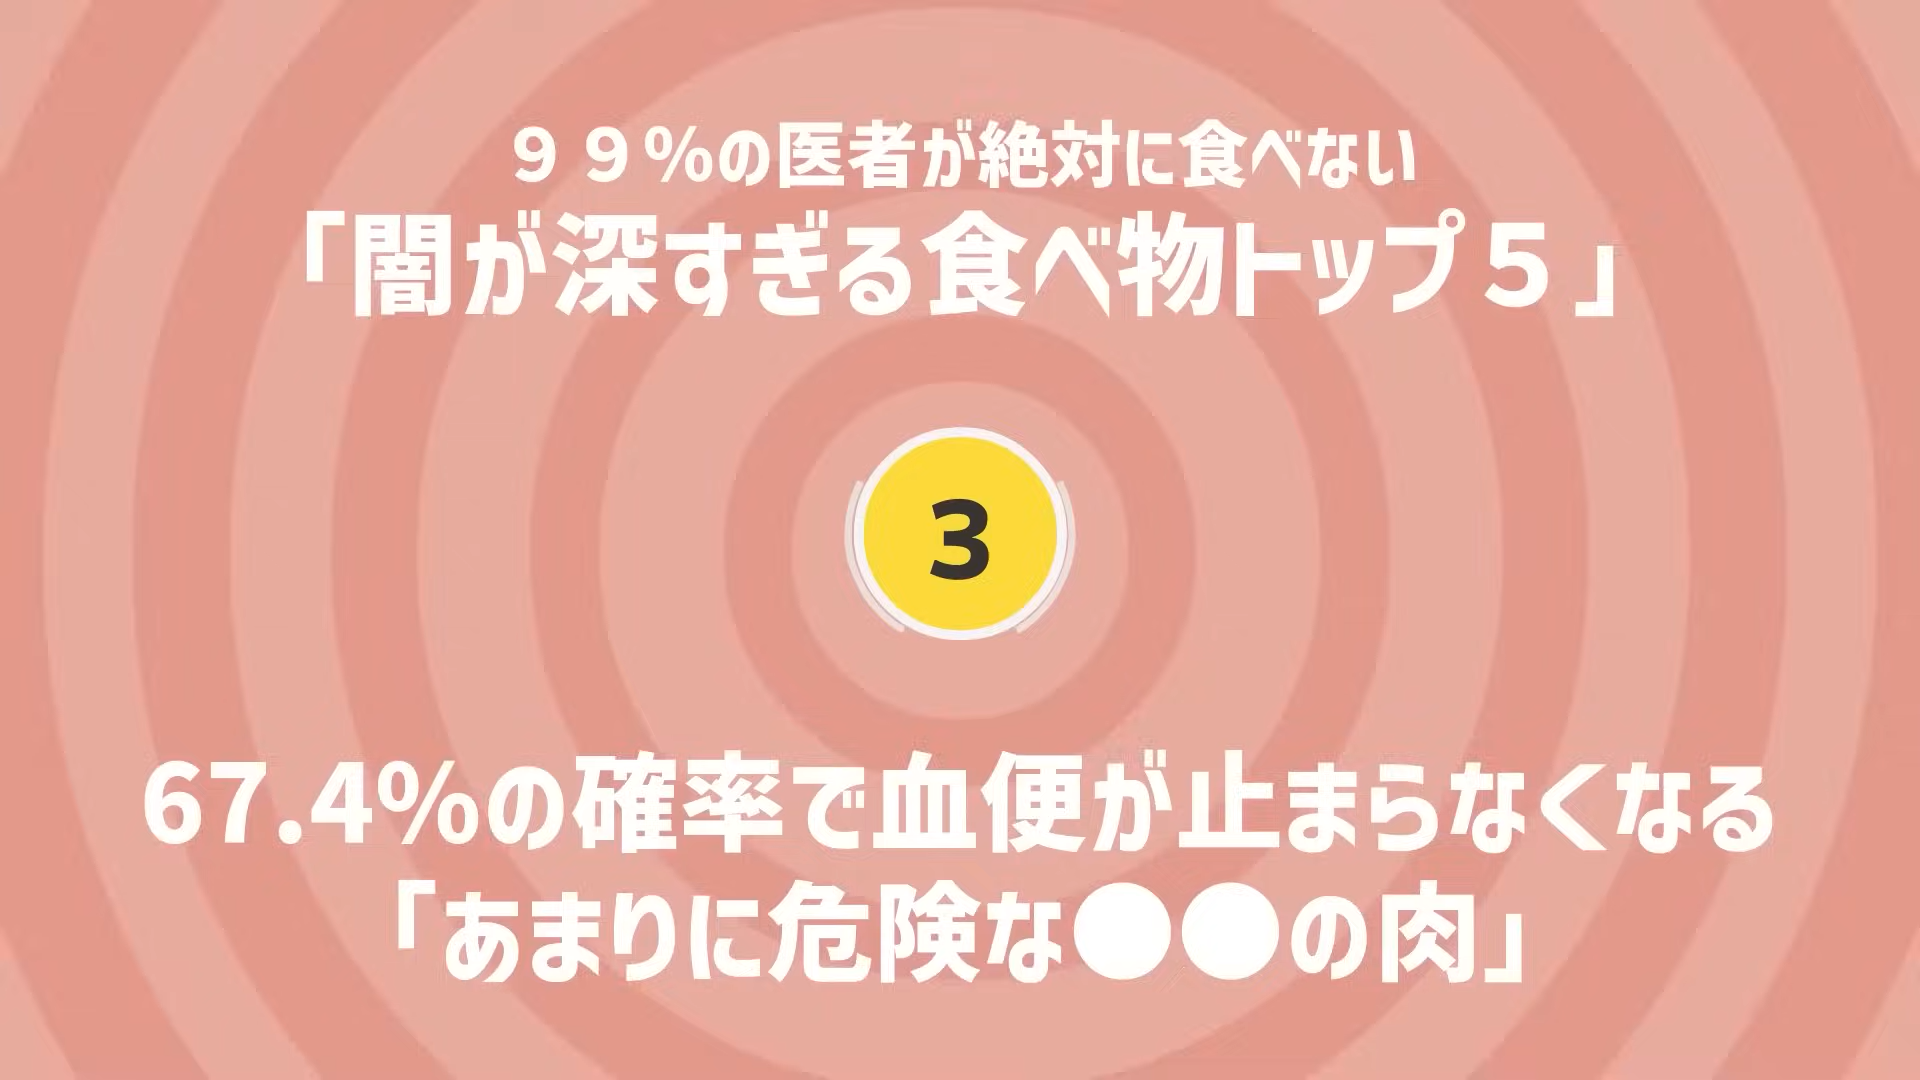 ９９％の医者が絶対に食べない
「闇が深すぎる食べ物トップ５」
3
67.4%の確率で血便が止まらなくなる
「あまりに危険な●●の肉」